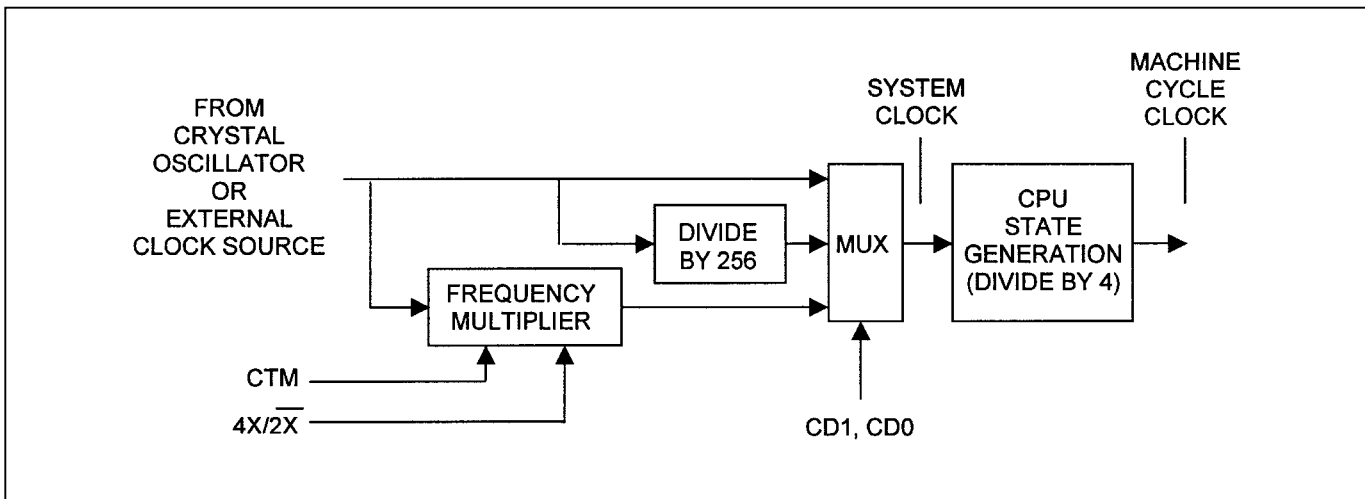 FROM
CRYSTAL
OSCILLATOR
OR
EXTERNAL
CLOCK SOURCE
FREQUENCY
MULTIPLIER
CTM
4X/2X̅
DIVIDE
BY 256
MUX
CD1, CD0
SYSTEM
CLOCK
CPU
STATE
GENERATION
(DIVIDE BY 4)
MACHINE
CYCLE
CLOCK